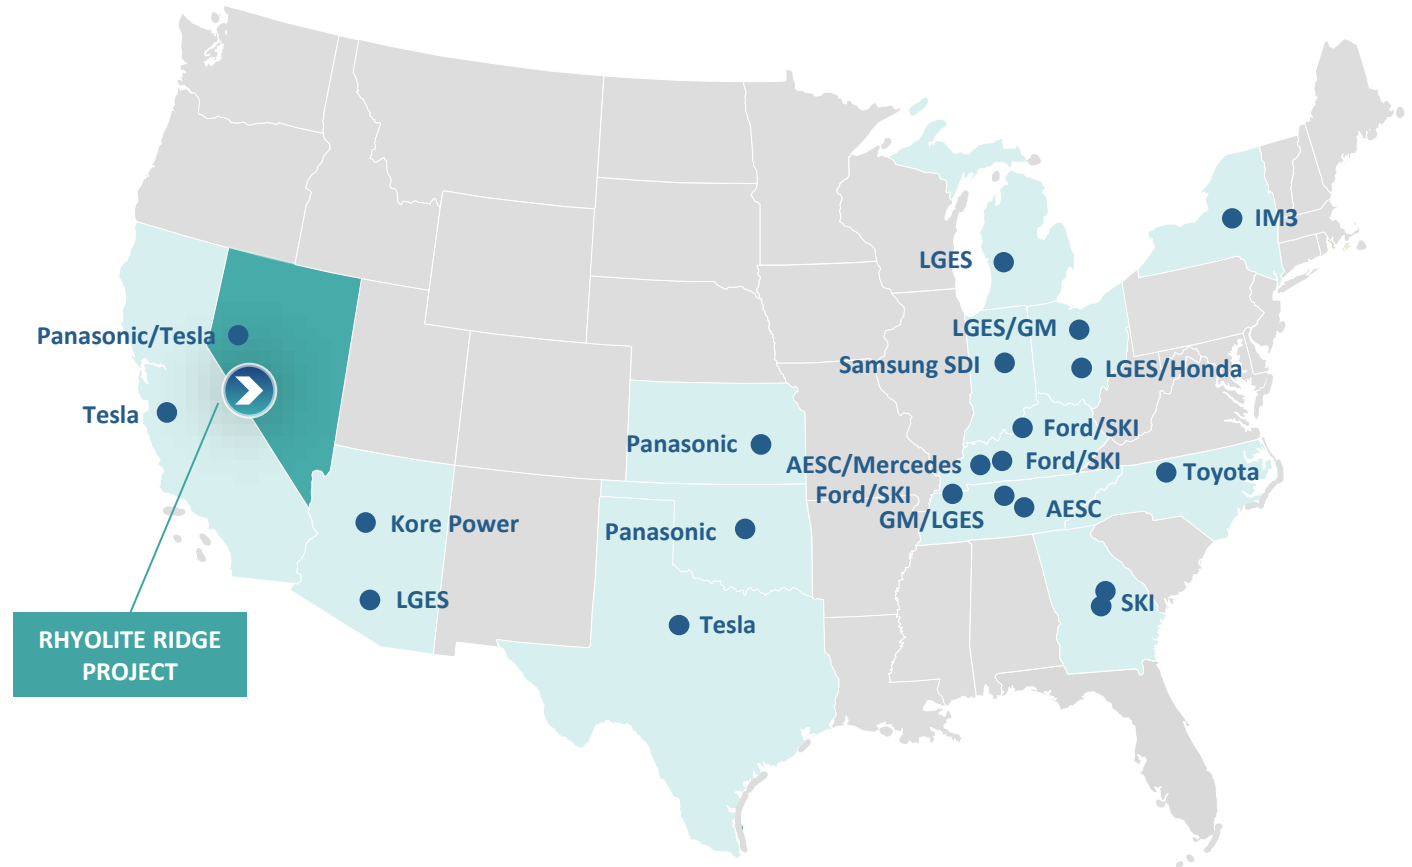 IM3
LGES
LGES/GM
Panasonic/Tesla
Samsung SDI
LGES/Honda
Tesla
Ford/SKI
Panasonic
AESC/Mercedes
Ford/SKI
Toyota
Ford/SKI
GM/LGES
AESC
Kore Power
Panasonic
LGES
SKI
Tesla
RHYOLITE RIDGE
PROJECT